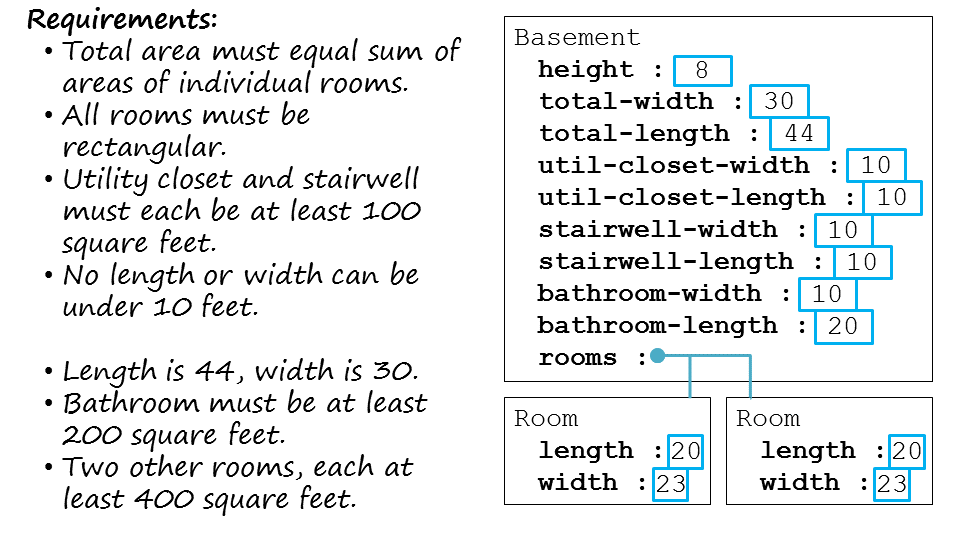 Requirements:
• Total area must equal sum of
areas of individual rooms.
• All rooms must be
rectangular.
• Utility closet and stairwell
must each be at least 100
square feet.
• No length or width can be
under 10 feet.
• Length is 44, width is 30.
• Bathroom must be at least
200 square feet.
• Two other rooms, each at
least 400 square feet.
Basement
height : 8
total-width : 30
total-length : 44
util-closet-width : 10
util-closet-length : 10
stairwell-width : 10
stairwell-length : 10
bathroom-width : 10
bathroom-length : 20
rooms :
Room
length : 20
width : 23
Room
length : 20
width : 23